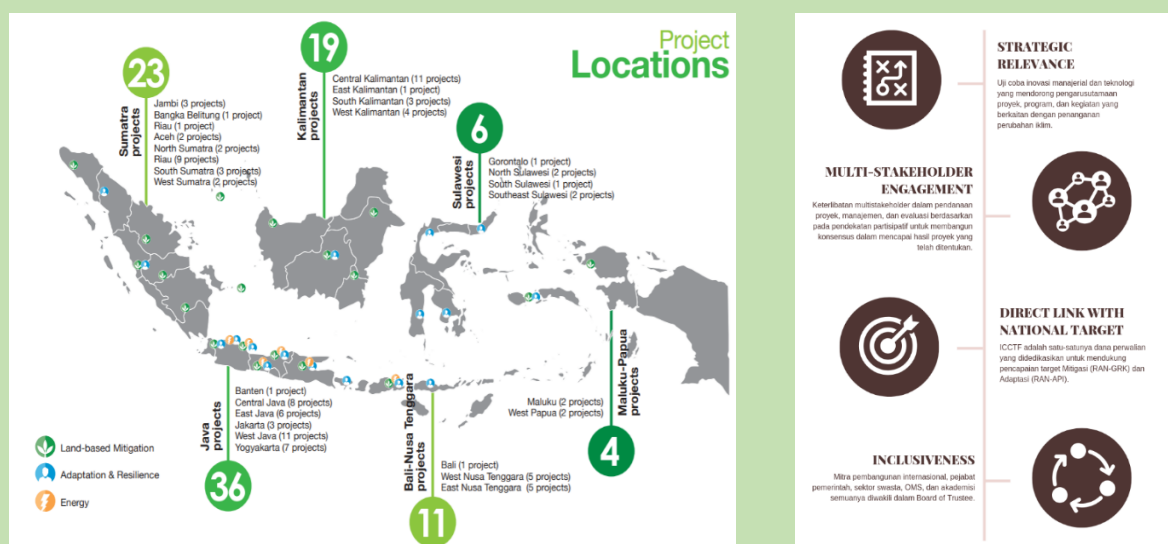 Project
Locations
23
Sumatra
projects
Jambi (3 projects)
Bangka Belitung (1 project)
Riau (1 project)
Aceh (2 projects)
North Sumatra (2 projects)
Riau (9 projects)
South Sumatra (3 projects)
West Sumatra (2 projects)
19
Kalimantan
projects
Central Kalimantan (11 projects)
East Kalimantan (1 project)
South Kalimantan (3 projects)
West Kalimantan (4 projects)
6
Sulawesi
projects
Gorontalo (1 project)
North Sulawesi (2 projects)
South Sulawesi (1 project)
Southeast Sulawesi (2 projects)
Java
projects
36
Banten (1 project)
Central Java (8 projects)
East Java (6 projects)
Jakarta (3 projects)
West Java (11 projects)
Yogyakarta (7 projects)
Bali-Nusa Tenggara
projects
11
Bali (1 project)
West Nusa Tenggara (5 projects)
East Nusa Tenggara (5 projects)
Maluku-Papua
projects
4
Maluku (2 projects)
West Papua (2 projects)
Land-based Mitigation
Adaptation & Resilience
Energy
STRATEGIC
RELEVANCE
Uji coba inovasi manajerial dan teknologi
yang mendorong pengarusutamaan
proyek, program, dan kegiatan yang
berkaitan dengan penanganan
perubahan iklim.
MULTI-STAKEHOLDER
ENGAGEMENT
Keterlibatan multistakeholder dalam pendanaan
proyek, manajemen, dan evaluasi berdasarkan
pada pendekatan partisipatif untuk membangun
konsensus dalam mencapai hasil proyek yang
telah ditentukan.
DIRECT LINK WITH
NATIONAL TARGET
ICCTF adalah satu-satunya dana perwalian
yang didedikasikan untuk mendukung
pencapaian target Mitigasi (RAN-GRK) dan
Adaptasi (RAN-API).
INCLUSIVENESS
Mitra pembangunan internasional, pejabat
pemerintah, sektor swasta, OMS, dan akademisi
semuanya diwakili dalam Board of Trustee.